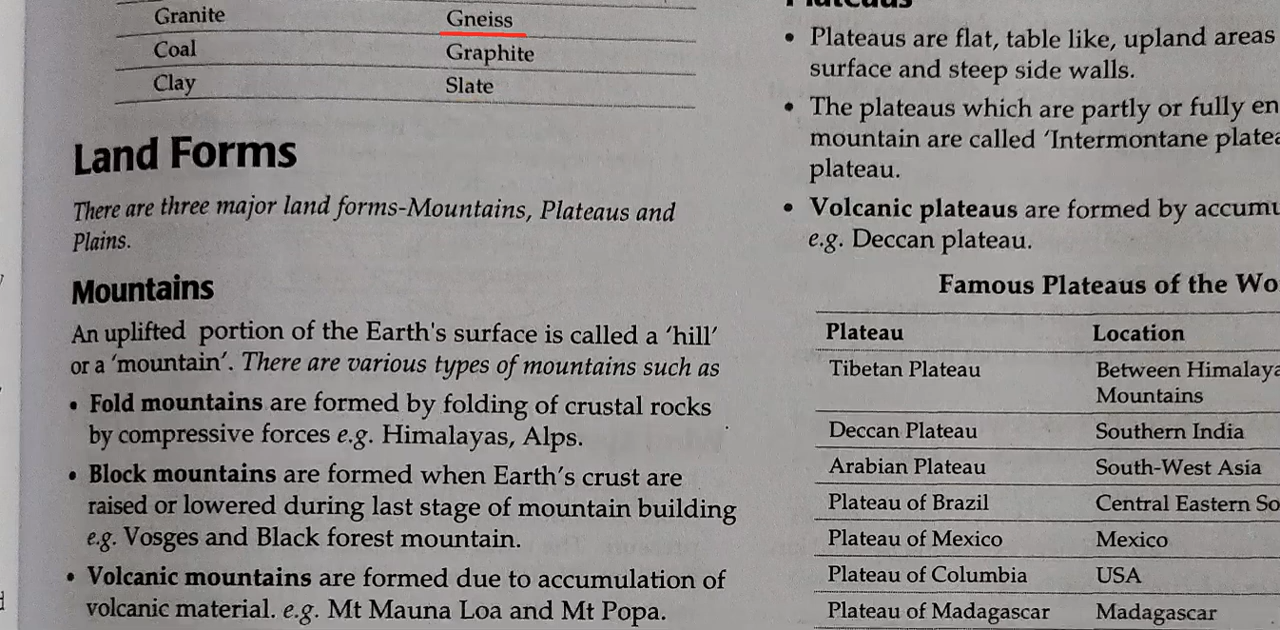 Granite Gneiss
Coal Graphite
Clay Slate
Land Forms
There are three major land forms-Mountains, Plateaus and
Plains.
Mountains
An uplifted portion of the Earth's surface is called a 'hill'
or a 'mountain'. There are various types of mountains such as
• Fold mountains are formed by folding of crustal rocks
by compressive forces e.g. Himalayas, Alps.
• Block mountains are formed when Earth's crust are
raised or lowered during last stage of mountain building
e.g. Vosges and Black forest mountain.
• Volcanic mountains are formed due to accumulation of
volcanic material. e.g. Mt Mauna Loa and Mt Popa.
Plateaus
• Plateaus are flat, table like, upland areas
surface and steep side walls.
• The plateaus which are partly or fully en
mountain are called 'Intermontane platea
plateau.
• Volcanic plateaus are formed by accumu
e.g. Deccan plateau.
Famous Plateaus of the Wo
Plateau Location
Tibetan Plateau Between Himalaya
Mountains
Deccan Plateau Southern India
Arabian Plateau South-West Asia
Plateau of Brazil Central Eastern So
Plateau of Mexico Mexico
Plateau of Columbia USA
Plateau of Madagascar Madagascar